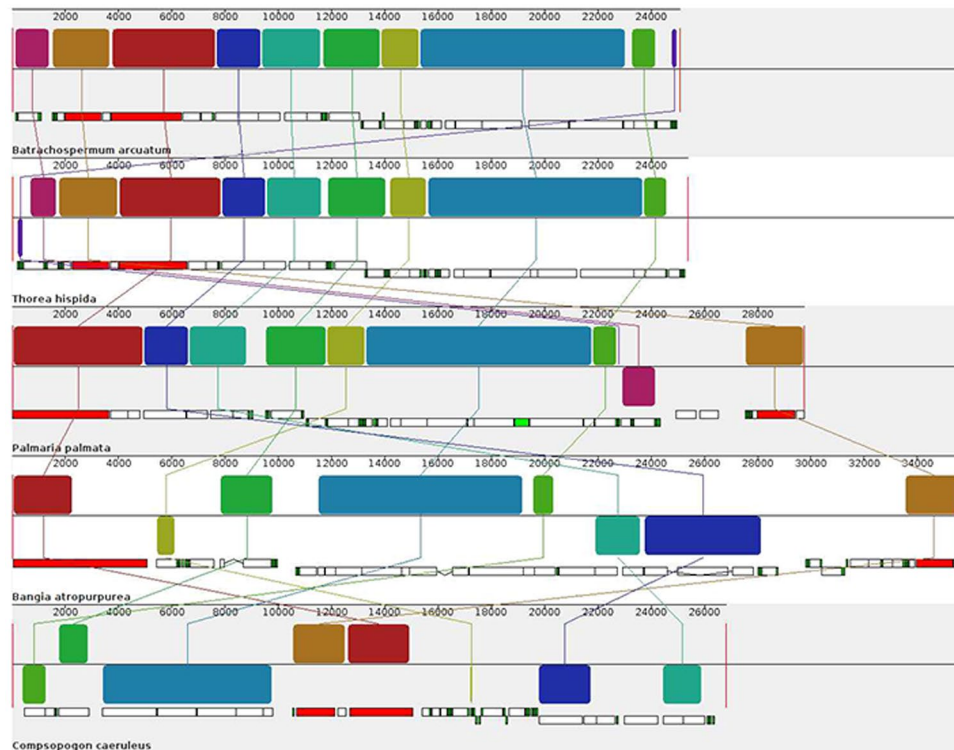 2000 4000 6000 8000 10000 12000 14000 16000 18000 20000 22000 24000
Batrachospermum arcuatum
2000 4000 6000 8000 10000 12000 14000 16000 18000 20000 22000 24000
Thorea hispida
2000 4000 6000 8000 10000 12000 14000 16000 18000 20000 22000 24000 26000 28000
Palmaria palmata
2000 4000 6000 8000 10000 12000 14000 16000 18000 20000 22000 24000 26000 28000 30000 32000 34000
Bangia atropurpurea
2000 4000 6000 8000 10000 12000 14000 16000 18000 20000 22000 24000 26000
Compsopogon caeruleus